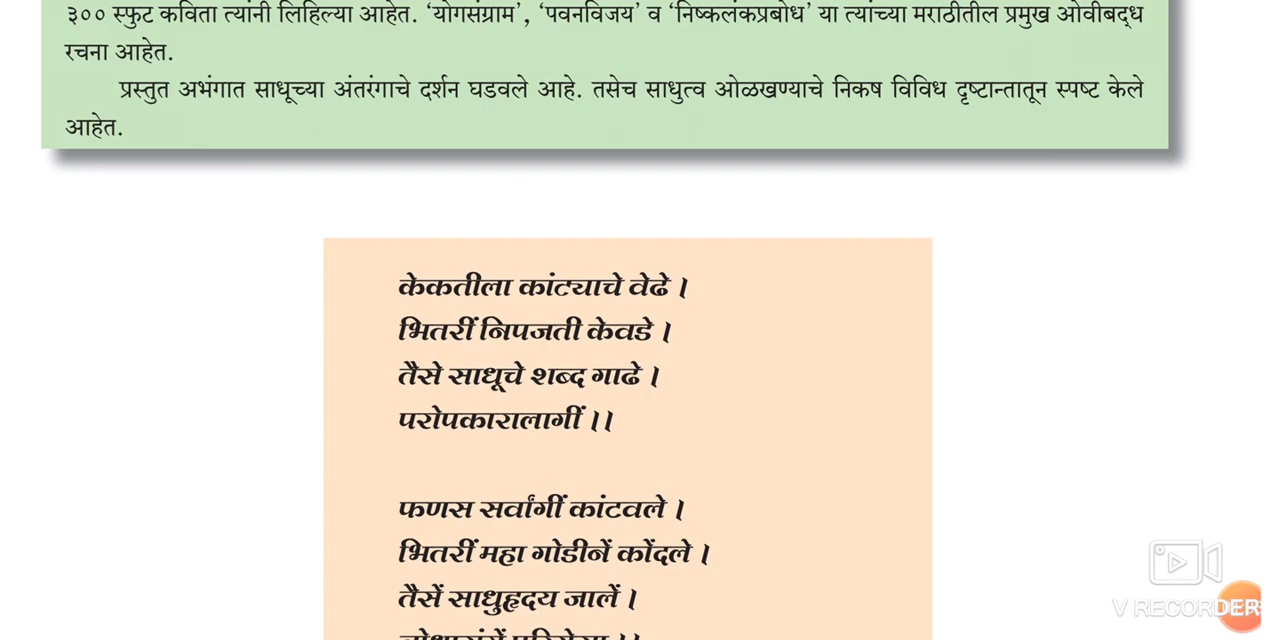 ३०० स्फुट कविता त्यांनी लिहिल्या आहेत. ‘योगसंग्राम’, ‘पवनविजय’ व ‘निष्कलंकप्रबोध’ या त्यांच्या मराठीतील प्रमुख ओवीबद्ध
रचना आहेत.
प्रस्तुत अभंगात साधूच्या अंतरंगाचे दर्शन घडवले आहे. तसेच साधुत्व ओळखण्याचे निकष विविध दृष्टान्तातून स्पष्ट केले
आहेत.
केकतीला कांट्याचे वेढे ।
भितरीं निपजती केवडे ।
तैसे साधूचे शब्द गाढे ।
परोपकारालागीं ।।
फणस सर्वांगीं कांटवले ।
भितरीं महा गोडीनें कोंदले ।
तैसें साधुहृदय जालें ।
V RECORDER